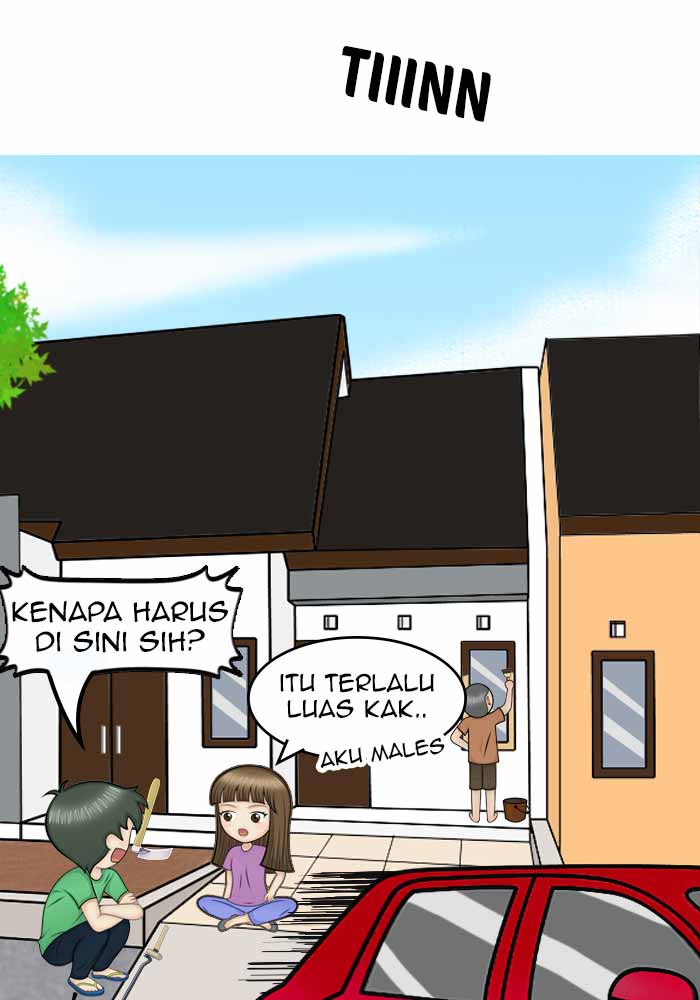 TIIINN
KENAPA HARUS
DI SINI SIH?
ITU TERLALU
LUAS KAK..
AKU MALES